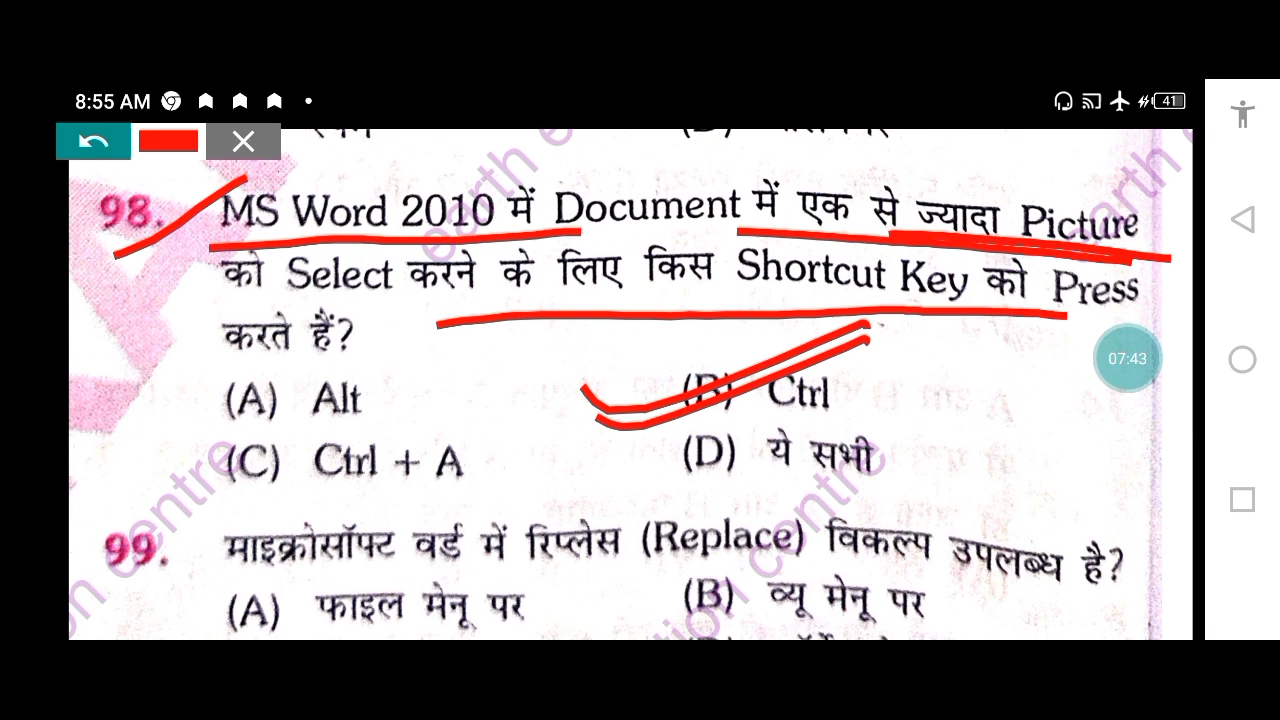 8:55 AM
41
98. MS Word 2010 में Document में एक से ज्यादा Picture
को Select करने के लिए किस Shortcut Key को Press
करते हैं?
07:43
(A) Alt (B) Ctrl
(C) Ctrl + A (D) ये सभी
99. माइक्रोसॉफ्ट वर्ड में रिप्लेस (Replace) विकल्प उपलब्ध है?
(A) फाइल मेनू पर (B) व्यू मेनू पर